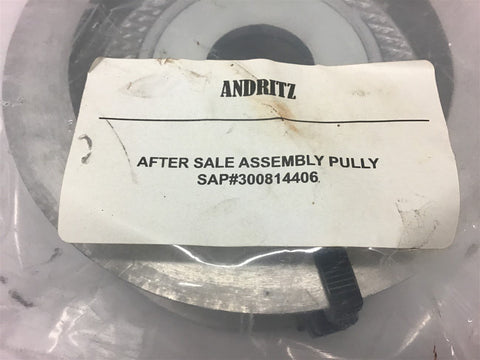 ANDRITZ
AFTER SALE ASSEMBLY PULLY
SAP#300814406